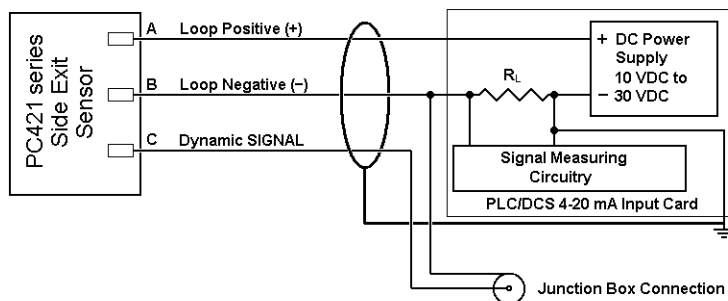 PC421 series
Side Exit
Sensor
A Loop Positive (+)
B Loop Negative (−)
C Dynamic SIGNAL
R_L
+ DC Power
Supply
10 VDC to
− 30 VDC
Signal Measuring
Circuitry
PLC/DCS 4-20 mA Input Card
Junction Box Connection